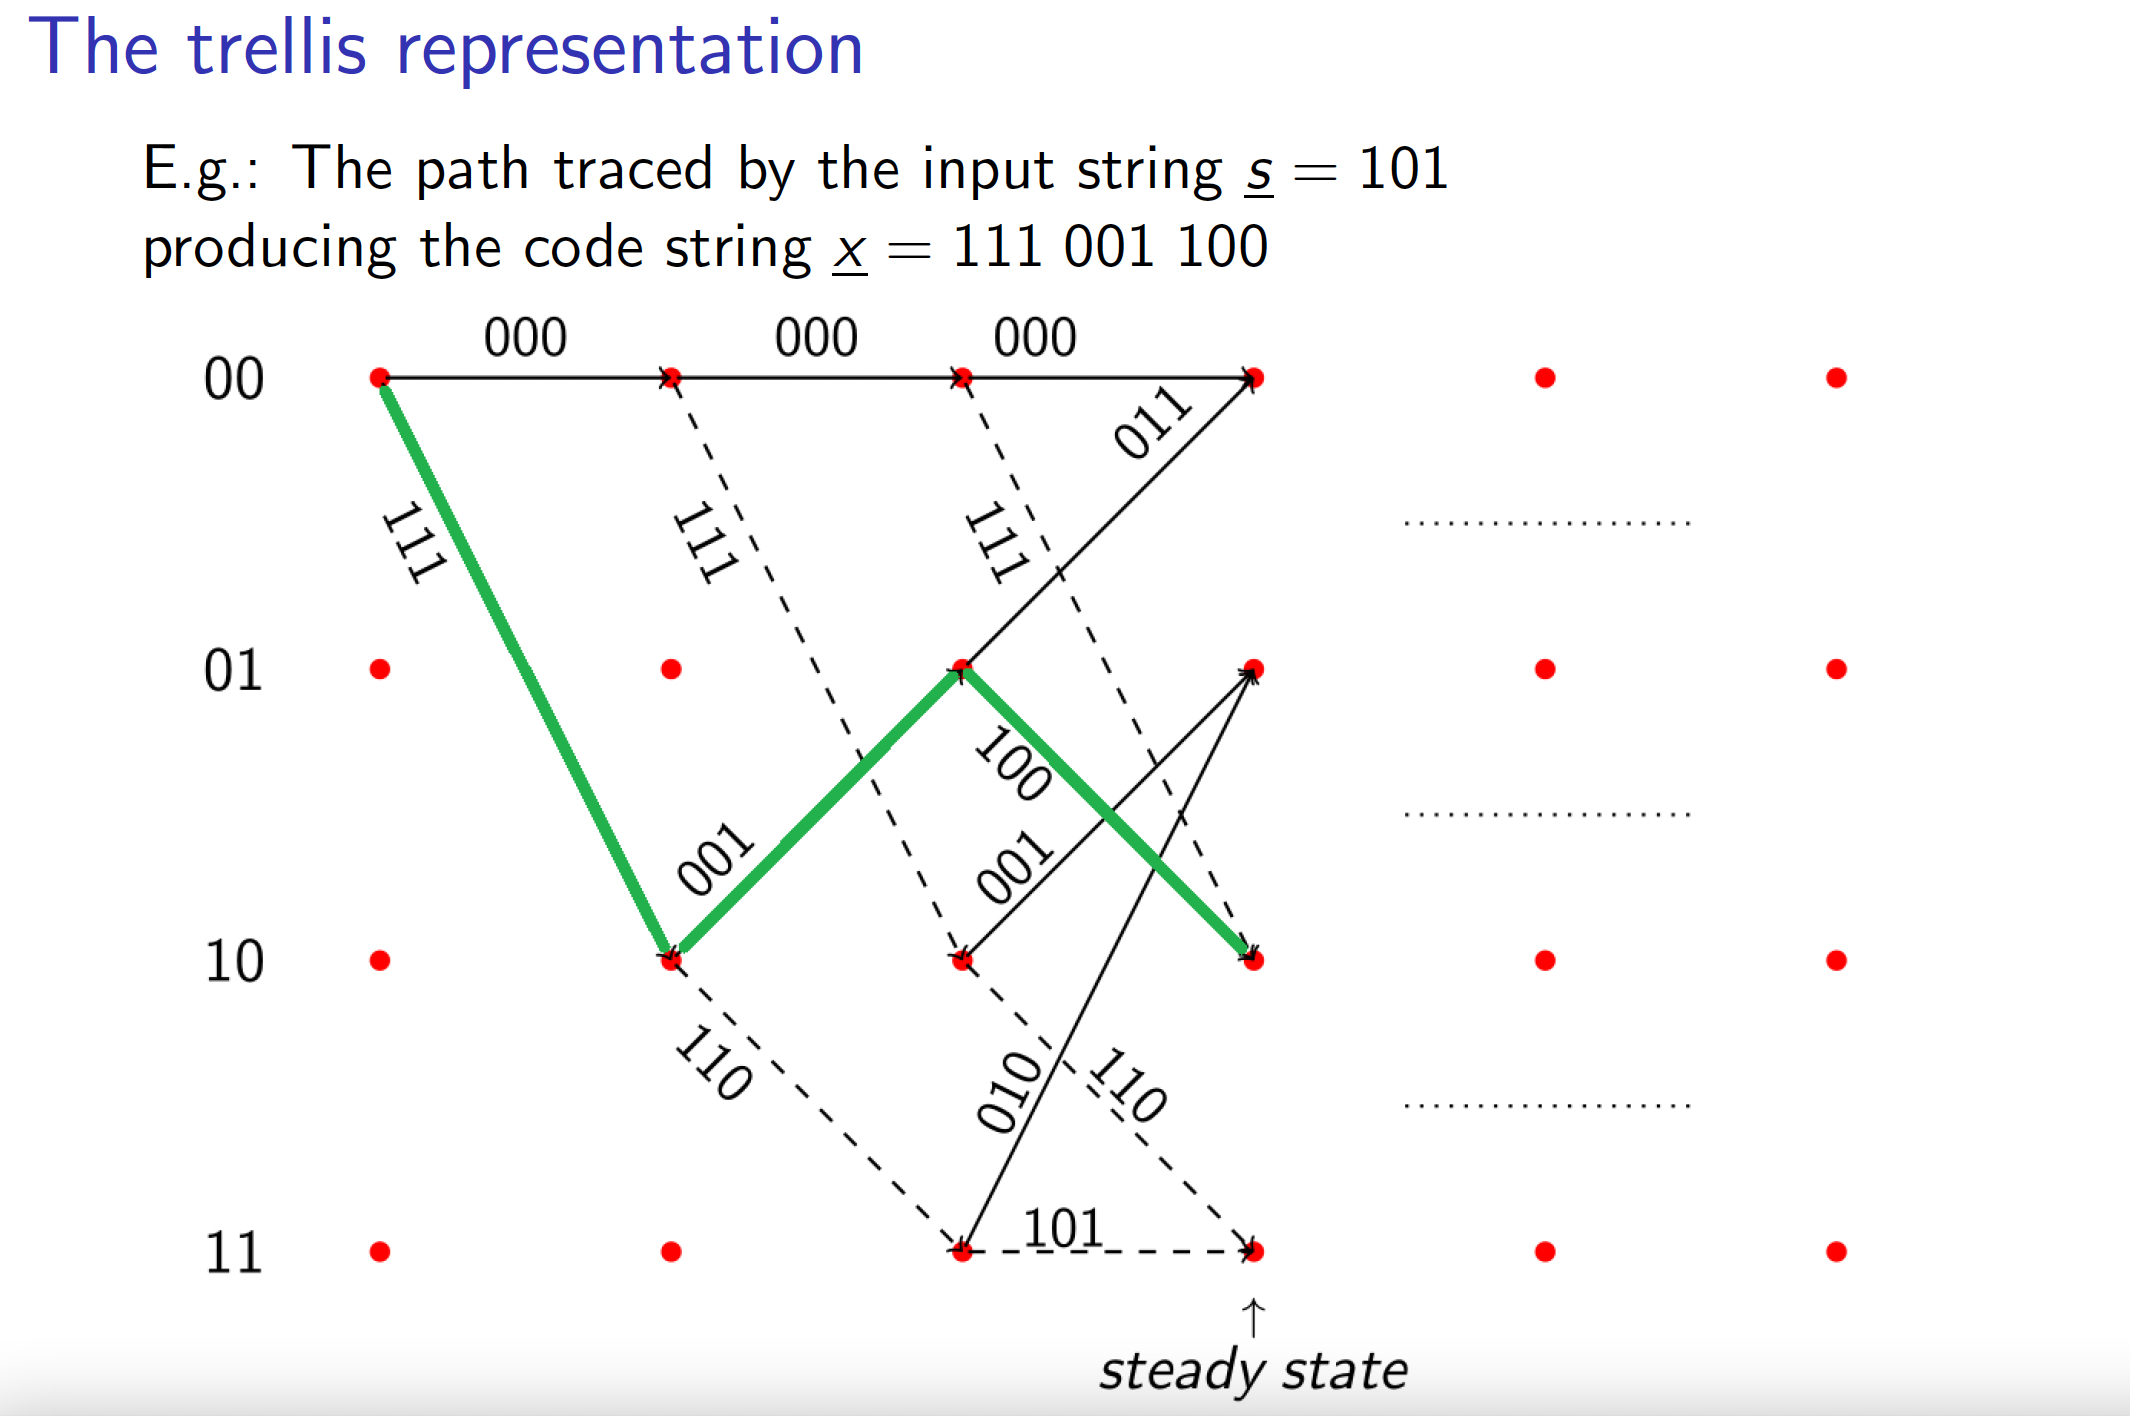 The trellis representation
E.g.: The path traced by the input string s = 101
producing the code string x = 111 001 100
000 000 000
00
011
111 111 111
01
100
001 001
10
110 010 110
101
11
↑
steady state